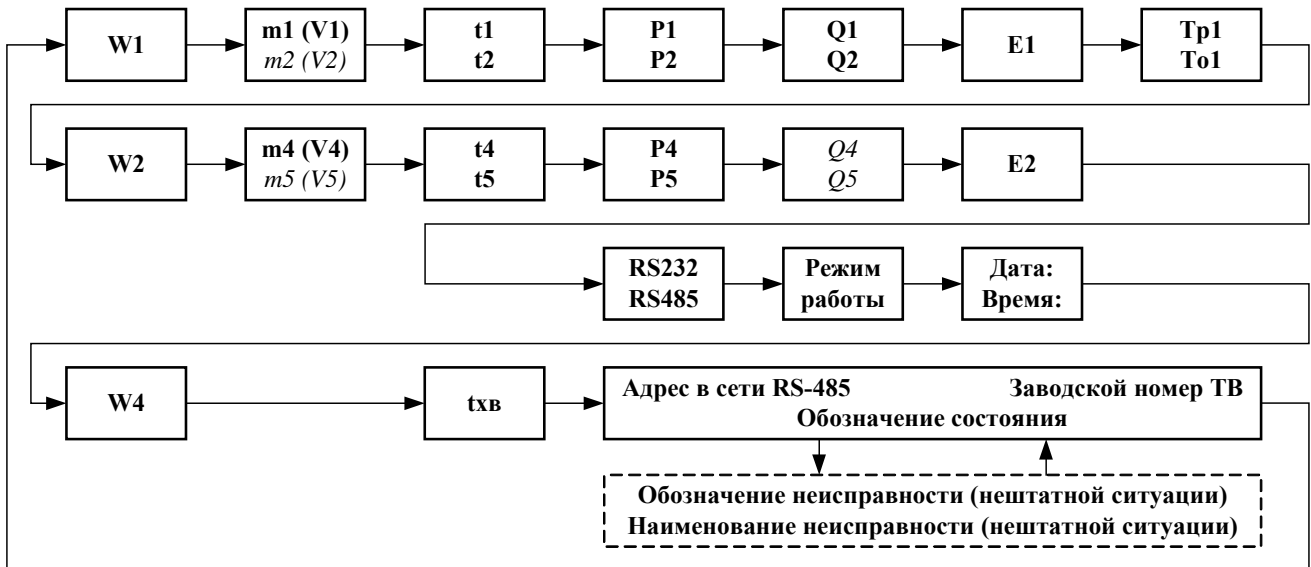 W1
m1 (V1)
m2 (V2)
t1
t2
P1
P2
Q1
Q2
E1
Тр1
То1
W2
m4 (V4)
m5 (V5)
t4
t5
P4
P5
Q4
Q5
E2
RS232
RS485
Режим
работы
Дата:
Время:
W4
tхв
Адрес в сети RS-485 Заводской номер ТВ
Обозначение состояния
Обозначение неисправности (нештатной ситуации)
Наименование неисправности (нештатной ситуации)